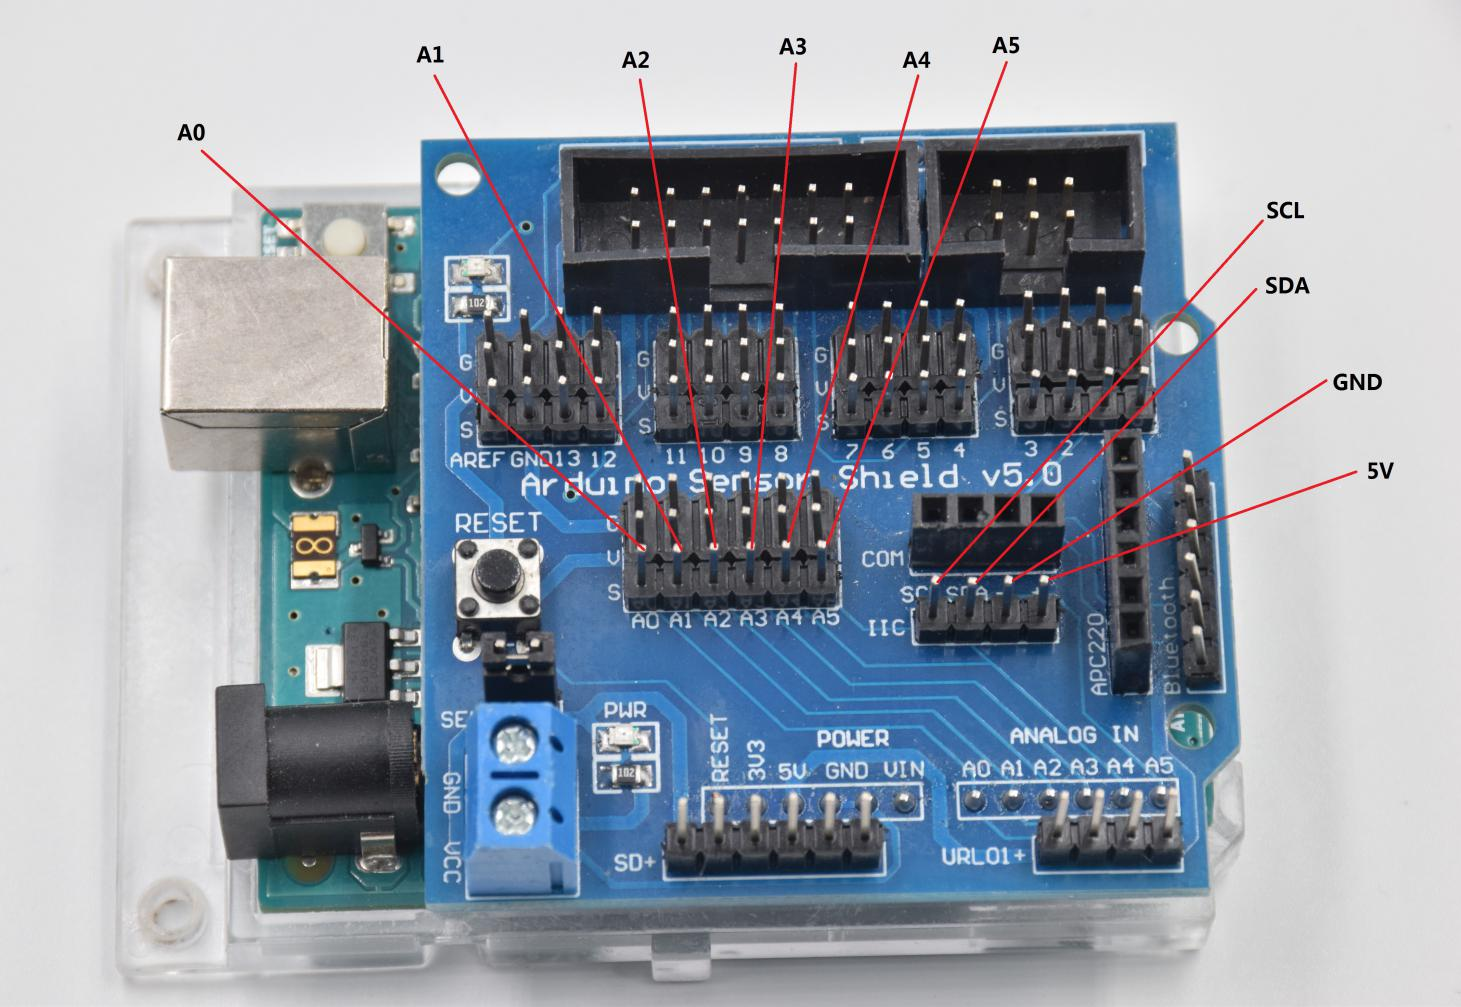 A0
A1
A2
A3
A4
A5
SCL
SDA
GND
5V
102
G
V
S
AREF GND13 12
G
V
S
11 10 9 8
G
V
S
7 6 5 4
G
V
S
3 2
Arduino Sensor Shield v5.0
RESET
V
S
A0 A1 A2 A3 A4 A5
COM
IIC
APC220
Bluetooth
8
PWR
102
GND
VCC
RESET
3V3
5V
GND
VIN
POWER
SD+
ANALOG IN
A0 A1 A2 A3 A4 A5
URL01+